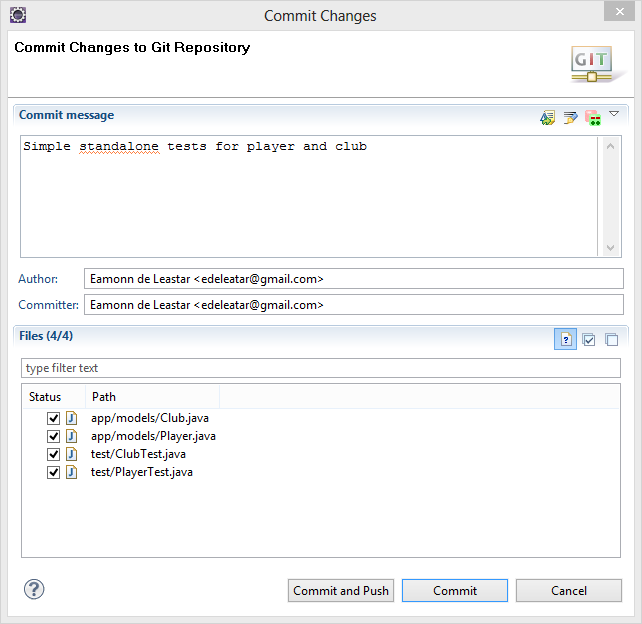 Commit Changes
Commit Changes to Git Repository
GIT
Commit message
Simple standalone tests for player and club
Author: Eamonn de Leastar <edeleatar@gmail.com>
Committer: Eamonn de Leastar <edeleatar@gmail.com>
Files (4/4)
type filter text
Status Path
J app/models/Club.java
J app/models/Player.java
J test/ClubTest.java
J test/PlayerTest.java
Commit and Push Commit Cancel